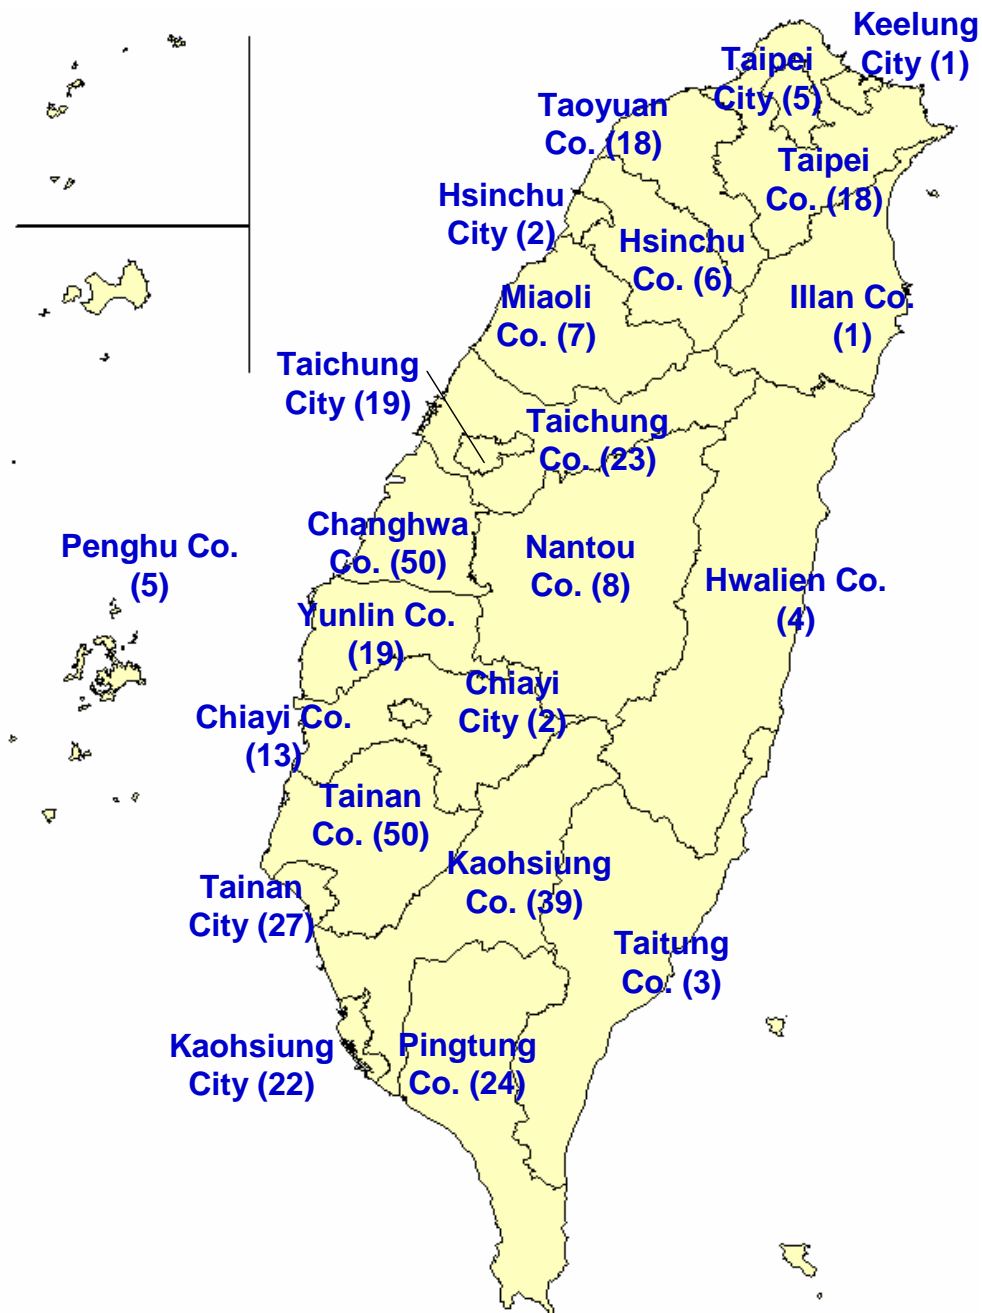 Keelung
City (1)
Taipei
City (5)
Taoyuan
Co. (18)
Taipei
Co. (18)
Hsinchu
City (2)
Hsinchu
Co. (6)
Miaoli
Co. (7)
Illan Co.
(1)
Taichung
City (19)
Taichung
Co. (23)
Changhwa
Co. (50)
Nantou
Co. (8)
Penghu Co.
(5)
Hwalien Co.
(4)
Yunlin Co.
(19)
Chiayi
City (2)
Chiayi Co.
(13)
Tainan
Co. (50)
Kaohsiung
Co. (39)
Tainan
City (27)
Taitung
Co. (3)
Kaohsiung
City (22)
Pingtung
Co. (24)